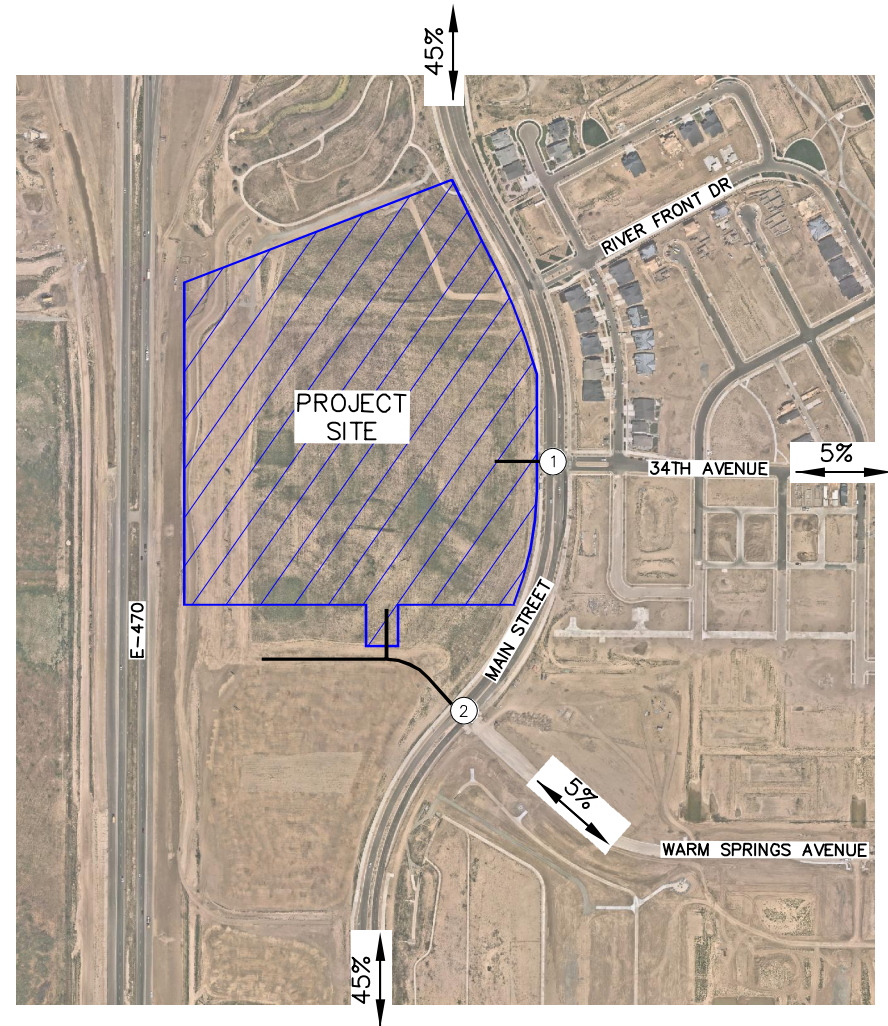 45%
RIVER FRONT DR
PROJECT
SITE
1
34TH AVENUE
5%
E-470
MAIN STREET
2
5%
WARM SPRINGS AVENUE
45%